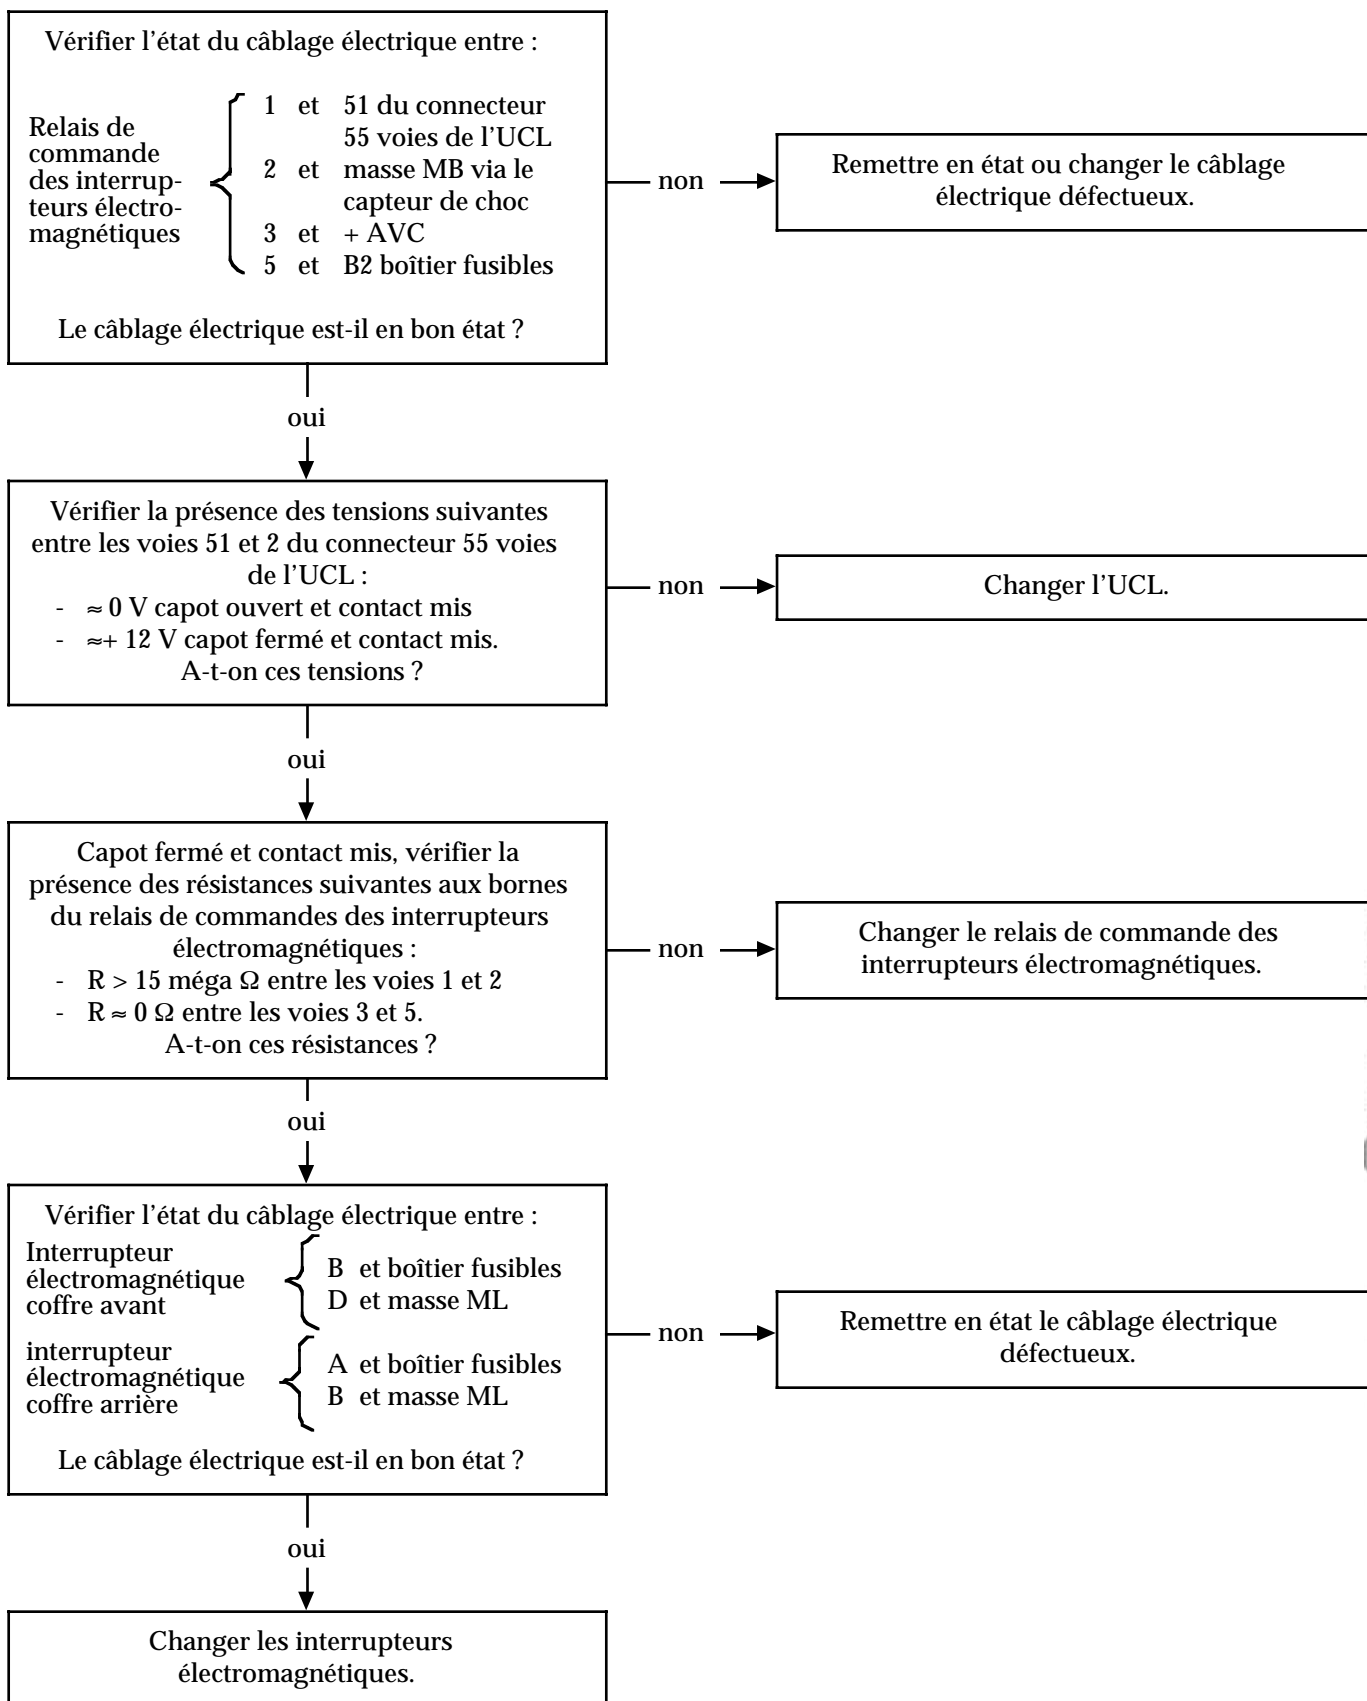 Vérifier l'état du câblage électrique entre :
Relais de
commande
des interrup-
teurs électro-
magnétiques
1 et 51 du connecteur
55 voies de l'UCL
2 et masse MB via le
capteur de choc
3 et + AVC
5 et B2 boîtier fusibles
Le câblage électrique est-il en bon état ?
non
Remettre en état ou changer le câblage
électrique défectueux.
oui
Vérifier la présence des tensions suivantes
entre les voies 51 et 2 du connecteur 55 voies
de l'UCL :
- ≈ 0 V capot ouvert et contact mis
- ≈+ 12 V capot fermé et contact mis.
A-t-on ces tensions ?
non
Changer l'UCL.
oui
Capot fermé et contact mis, vérifier la
présence des résistances suivantes aux bornes
du relais de commandes des interrupteurs
électromagnétiques :
- R > 15 méga Ω entre les voies 1 et 2
- R ≈ 0 Ω entre les voies 3 et 5.
A-t-on ces résistances ?
non
Changer le relais de commande des
interrupteurs électromagnétiques.
oui
Vérifier l'état du câblage électrique entre :
Interrupteur
électromagnétique
coffre avant
B et boîtier fusibles
D et masse ML
interrupteur
électromagnétique
coffre arrière
A et boîtier fusibles
B et masse ML
Le câblage électrique est-il en bon état ?
non
Remettre en état le câblage électrique
défectueux.
oui
Changer les interrupteurs
électromagnétiques.